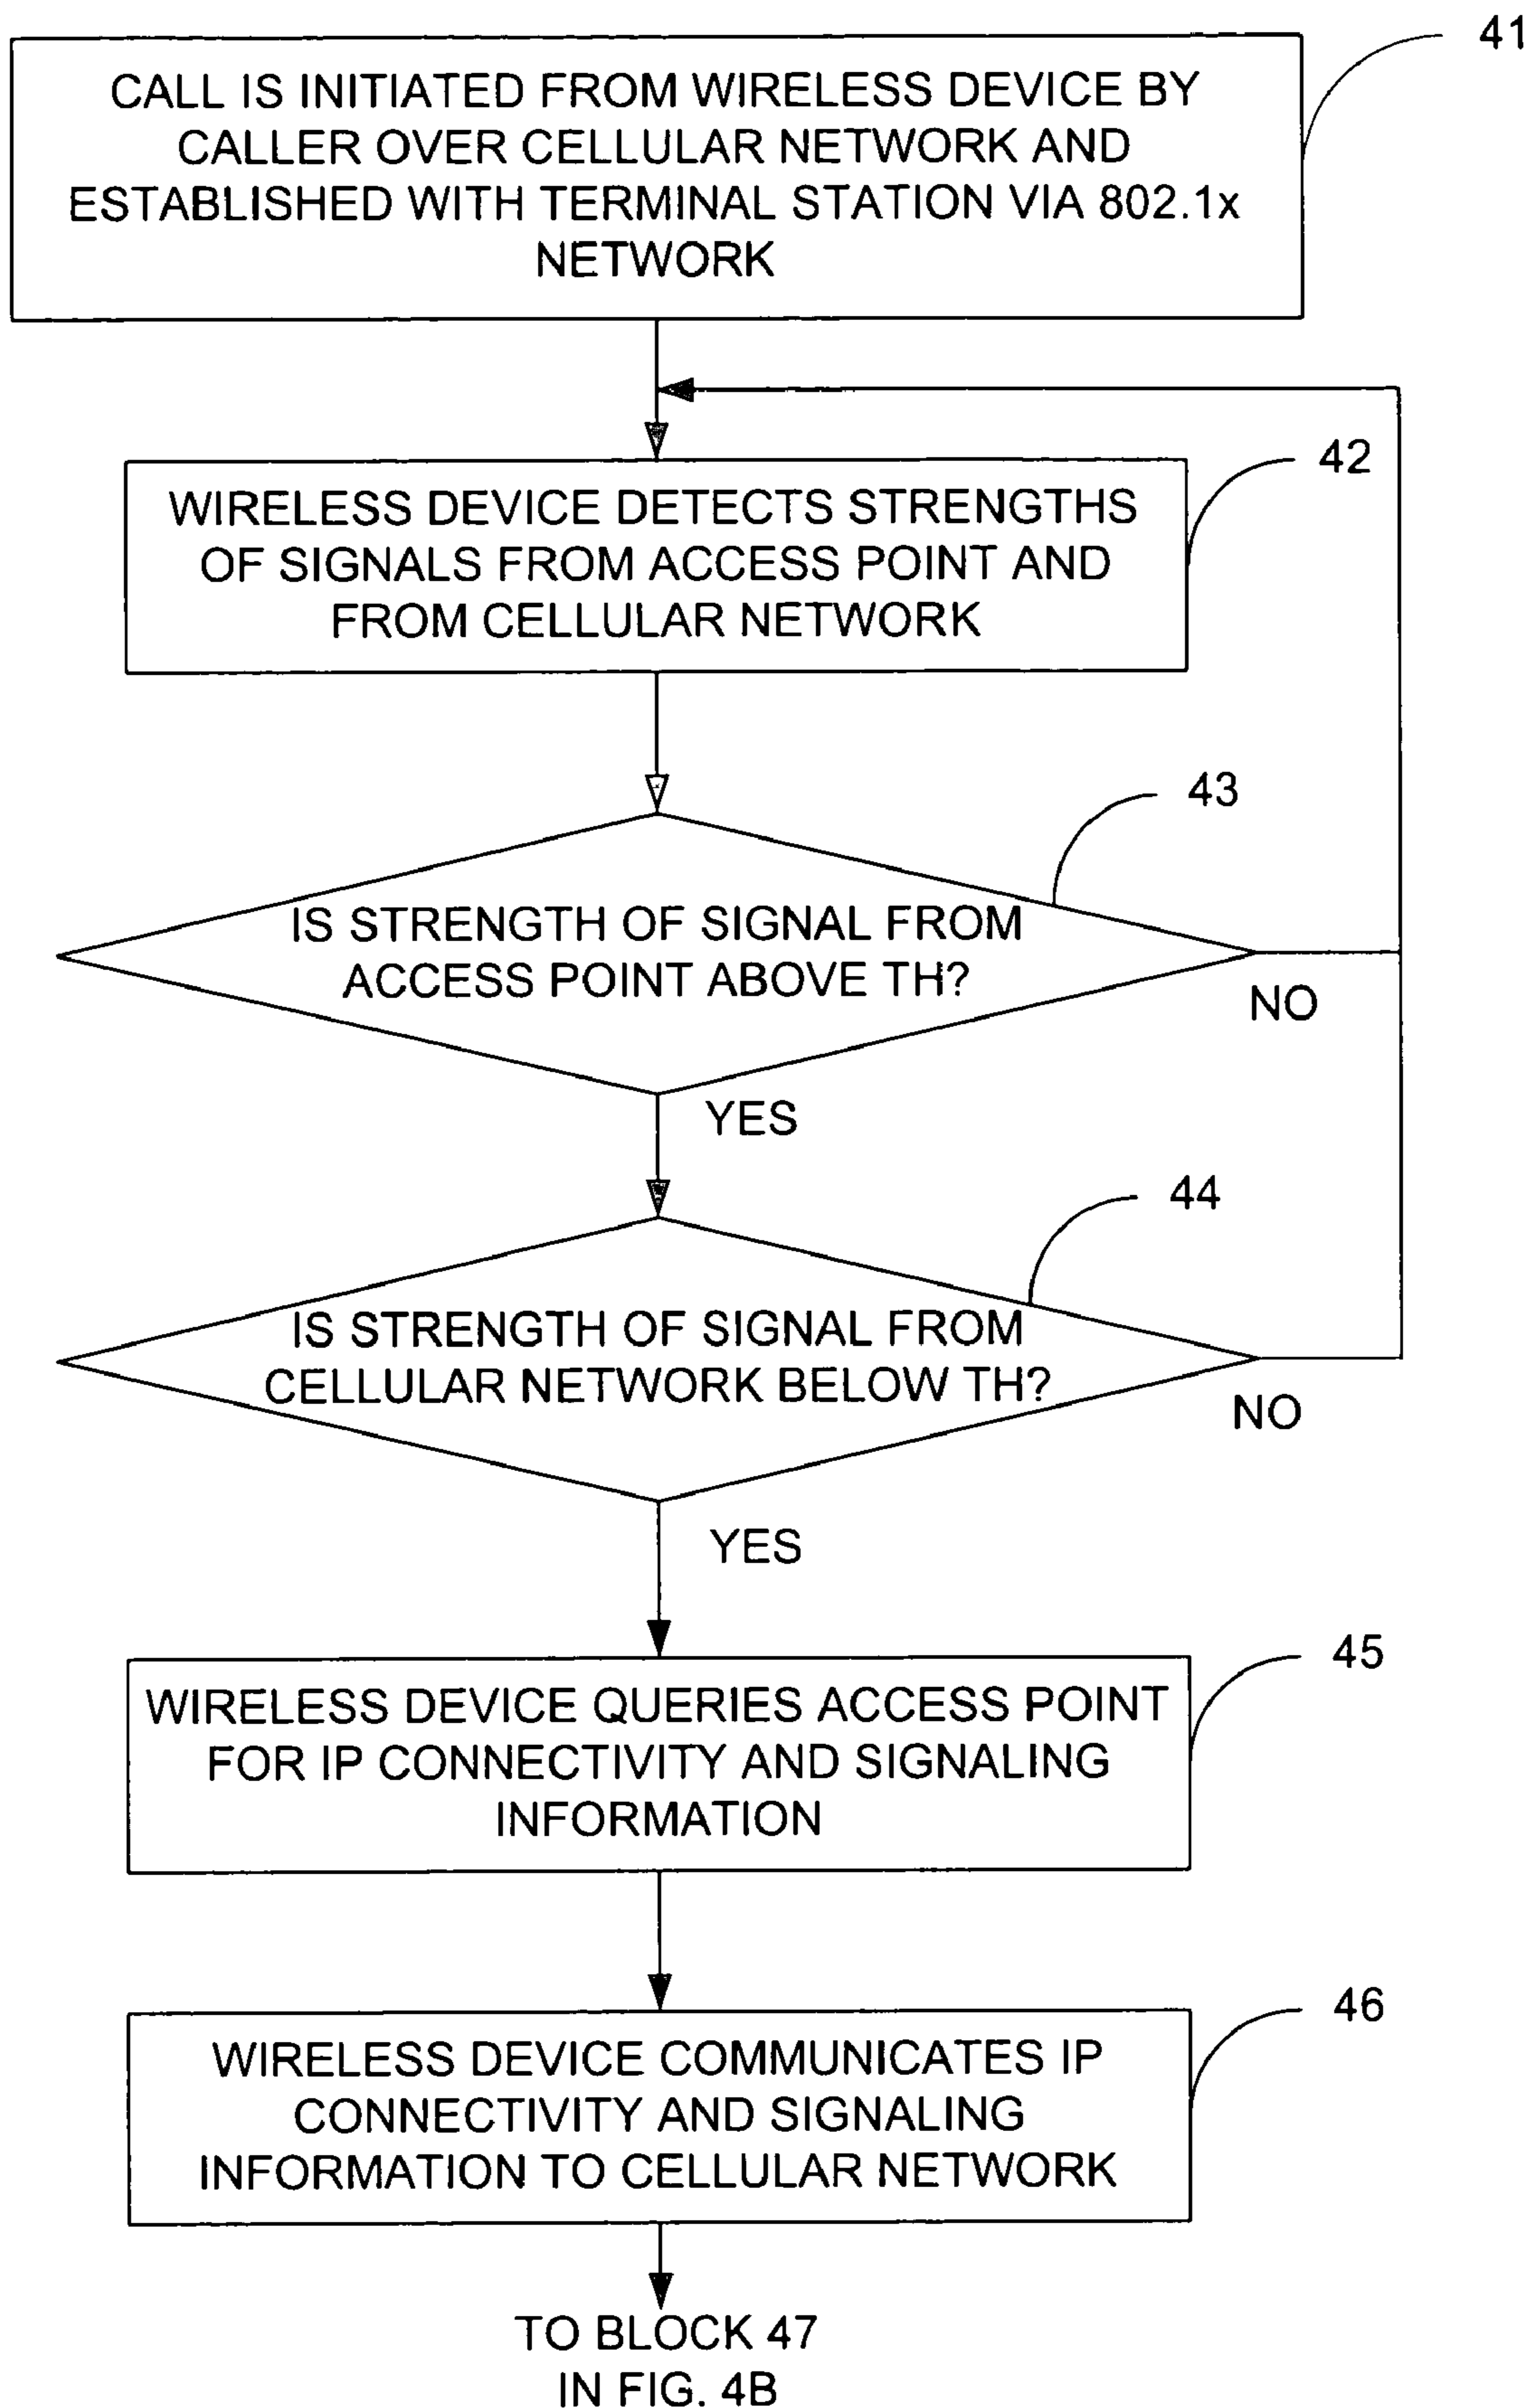 41
CALL IS INITIATED FROM WIRELESS DEVICE BY
CALLER OVER CELLULAR NETWORK AND
ESTABLISHED WITH TERMINAL STATION VIA 802.1x
NETWORK
42
WIRELESS DEVICE DETECTS STRENGTHS
OF SIGNALS FROM ACCESS POINT AND
FROM CELLULAR NETWORK
43
IS STRENGTH OF SIGNAL FROM
ACCESS POINT ABOVE TH?
NO
YES
44
IS STRENGTH OF SIGNAL FROM
CELLULAR NETWORK BELOW TH?
NO
YES
45
WIRELESS DEVICE QUERIES ACCESS POINT
FOR IP CONNECTIVITY AND SIGNALING
INFORMATION
46
WIRELESS DEVICE COMMUNICATES IP
CONNECTIVITY AND SIGNALING
INFORMATION TO CELLULAR NETWORK
TO BLOCK 47
IN FIG. 4B